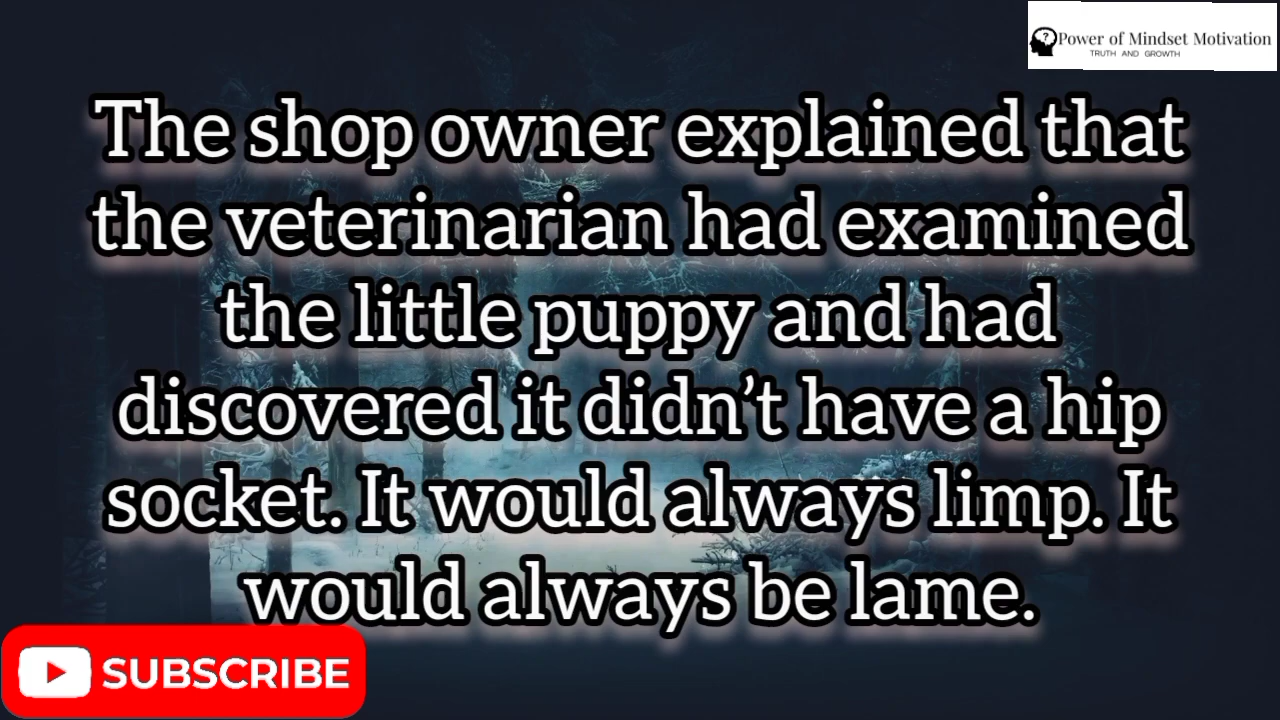 Power of Mindset Motivation
TRUTH AND GROWTH
The shop owner explained that
the veterinarian had examined
the little puppy and had
discovered it didn’t have a hip
socket. It would always limp. It
would always be lame.
SUBSCRIBE